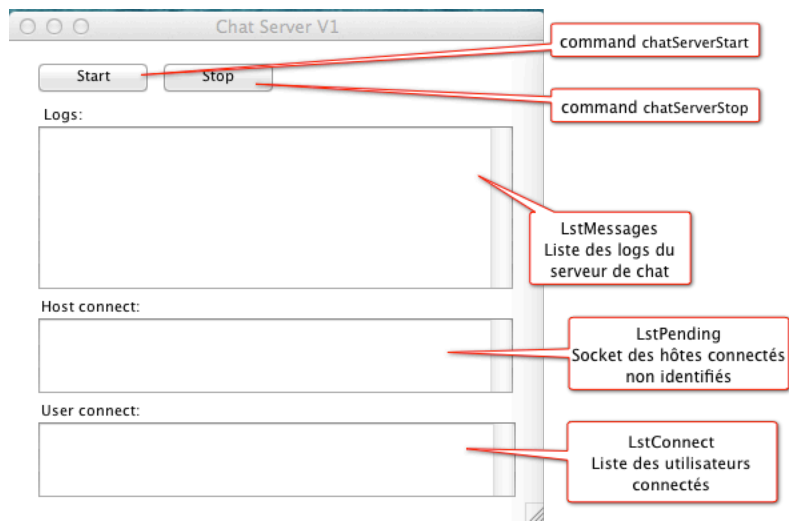 Chat Server V1
command chatServerStart
Start
Stop
command chatServerStop
Logs:
LstMessages
Liste des logs du
serveur de chat
Host connect:
LstPending
Socket des hôtes connectés
non identifiés
User connect:
LstConnect
Liste des utilisateurs
connectés